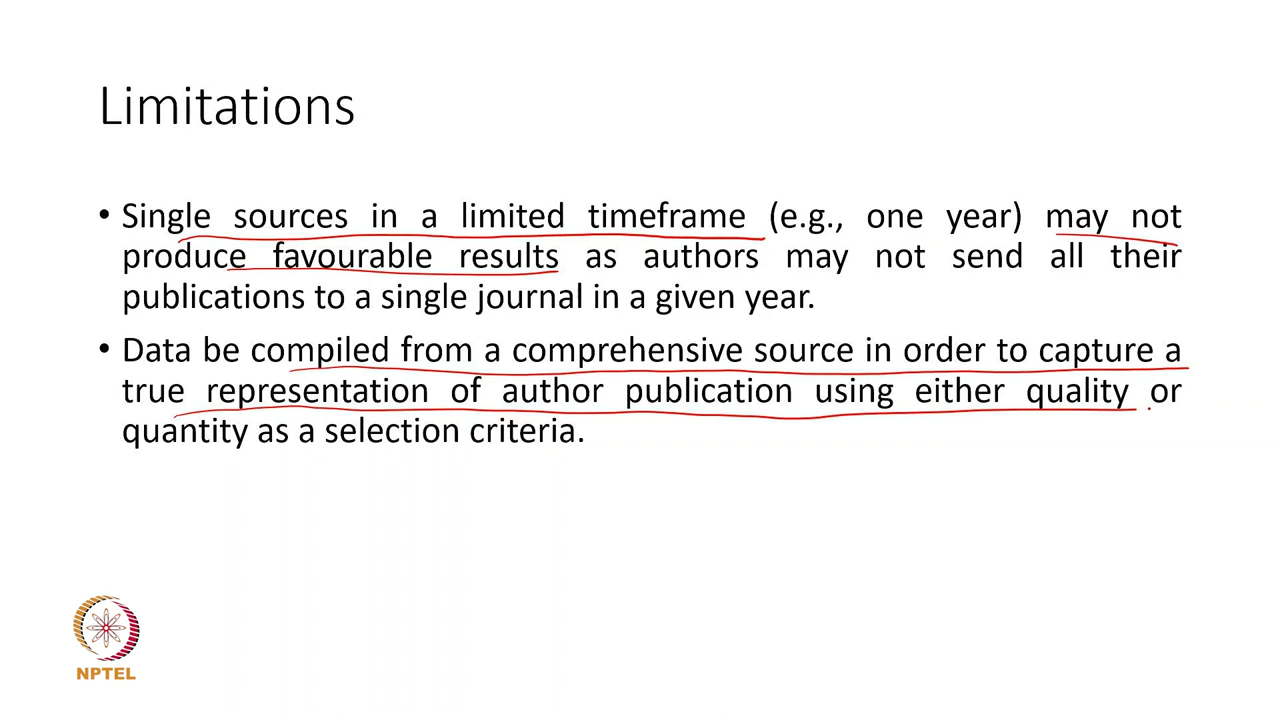 Limitations
• Single sources in a limited timeframe (e.g., one year) may not
produce favourable results as authors may not send all their
publications to a single journal in a given year.
• Data be compiled from a comprehensive source in order to capture a
true representation of author publication using either quality or
quantity as a selection criteria.
NPTEL